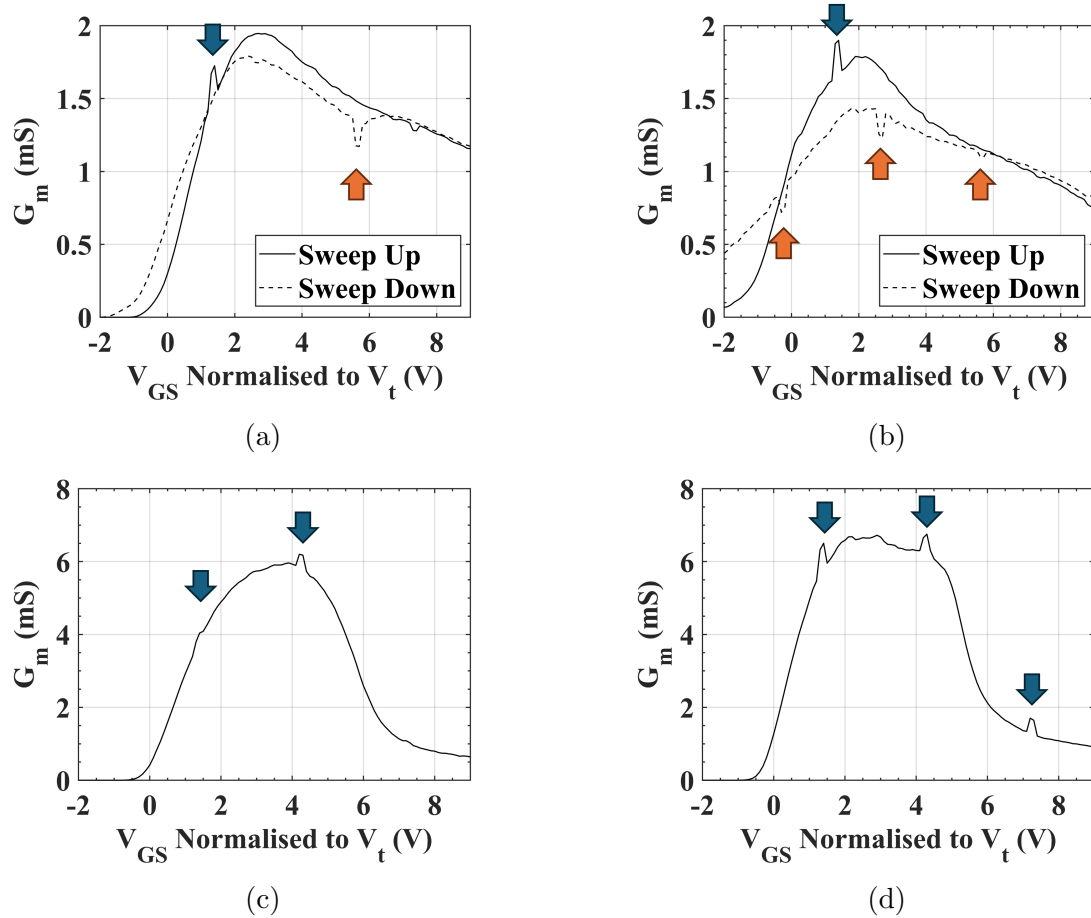 2
1.5
1
0.5
0
G_m (mS)
Sweep Up
Sweep Down
-2 0 2 4 6 8
V_GS Normalised to V_t (V)
(a)
2
1.5
1
0.5
0
G_m (mS)
Sweep Up
Sweep Down
-2 0 2 4 6 8
V_GS Normalised to V_t (V)
(b)
8
6
4
2
0
G_m (mS)
-2 0 2 4 6 8
V_GS Normalised to V_t (V)
(c)
8
6
4
2
0
G_m (mS)
-2 0 2 4 6 8
V_GS Normalised to V_t (V)
(d)